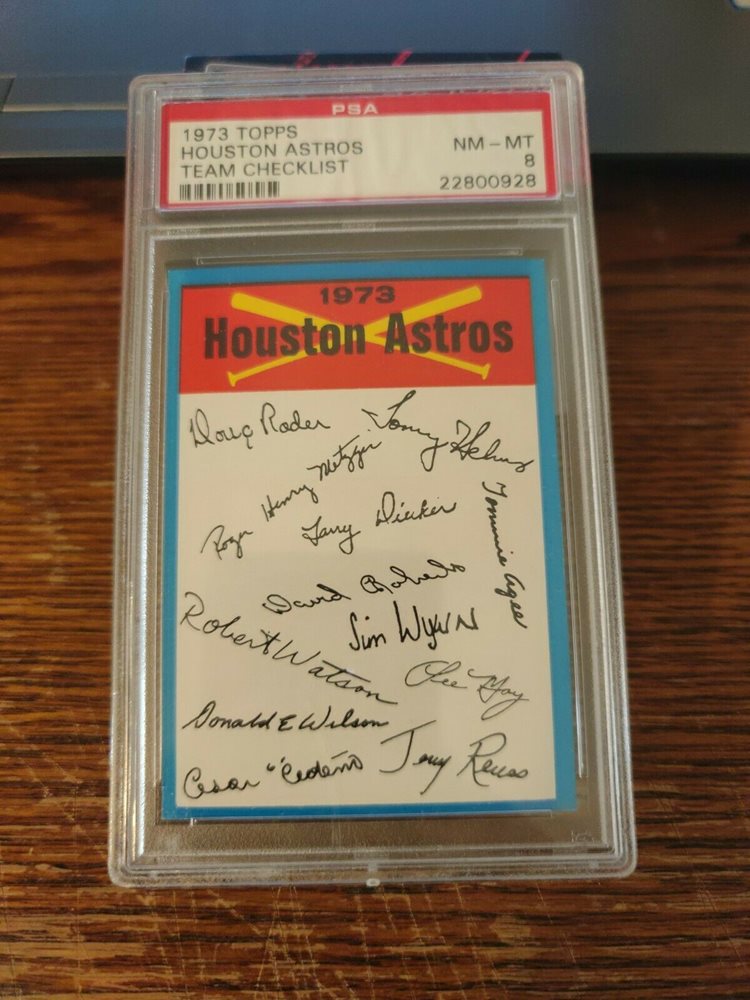 PSA
1973 TOPPS
HOUSTON ASTROS NM-MT
TEAM CHECKLIST 8
22800928
1973
Houston Astros
Doug Rader
Tommy Helms
Roger Henry Metzger
Larry Dierker
Tommie Agee
David Roberts
Jim Wynn
Robert Watson
Lee May
Donald E Wilson
Cesar "Cedeño
Jerry Reuss